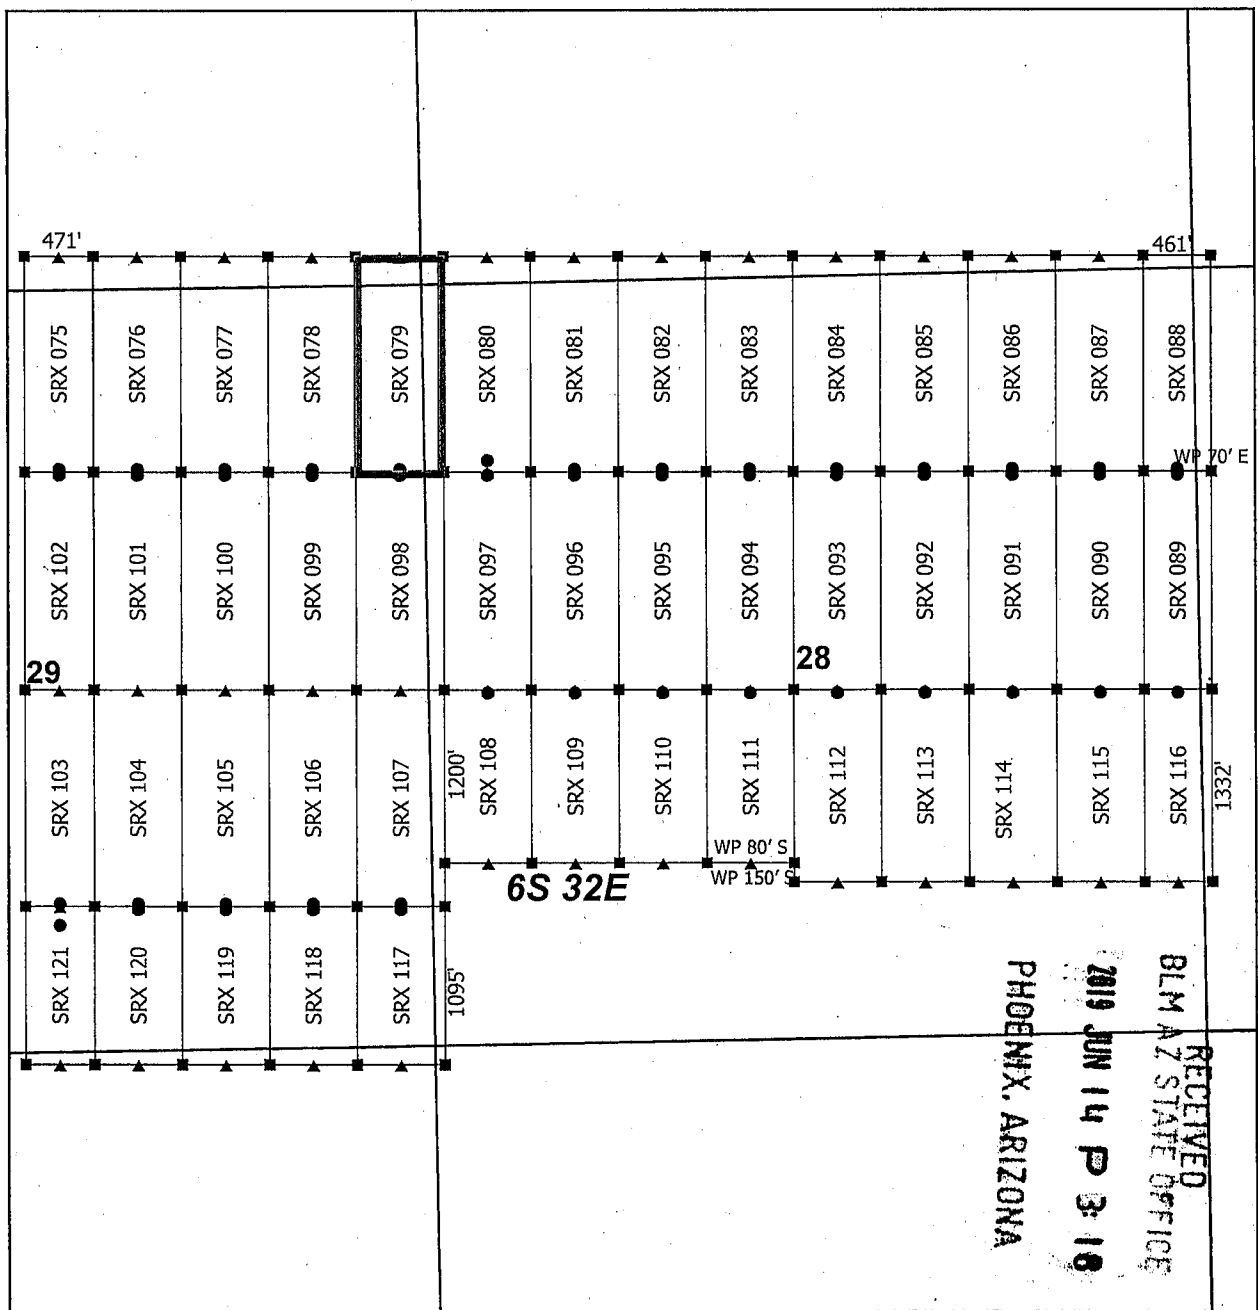 471'
461'
SRX 075
SRX 076
SRX 077
SRX 078
SRX 079
SRX 080
SRX 081
SRX 082
SRX 083
SRX 084
SRX 085
SRX 086
SRX 087
SRX 088
WP 70' E
SRX 102
SRX 101
SRX 100
SRX 099
SRX 098
SRX 097
SRX 096
SRX 095
SRX 094
SRX 093
SRX 092
SRX 091
SRX 090
SRX 089
29
28
SRX 103
SRX 104
SRX 105
SRX 106
SRX 107
1200'
SRX 108
SRX 109
SRX 110
SRX 111
SRX 112
SRX 113
SRX 114
SRX 115
SRX 116
1332'
WP 80' S
WP 150' S
6S 32E
SRX 121
SRX 120
SRX 119
SRX 118
SRX 117
1095'
RECEIVED
BLM AZ STATE OFFICE
2019 JUN 14 P 3:18
PHOENIX, ARIZONA